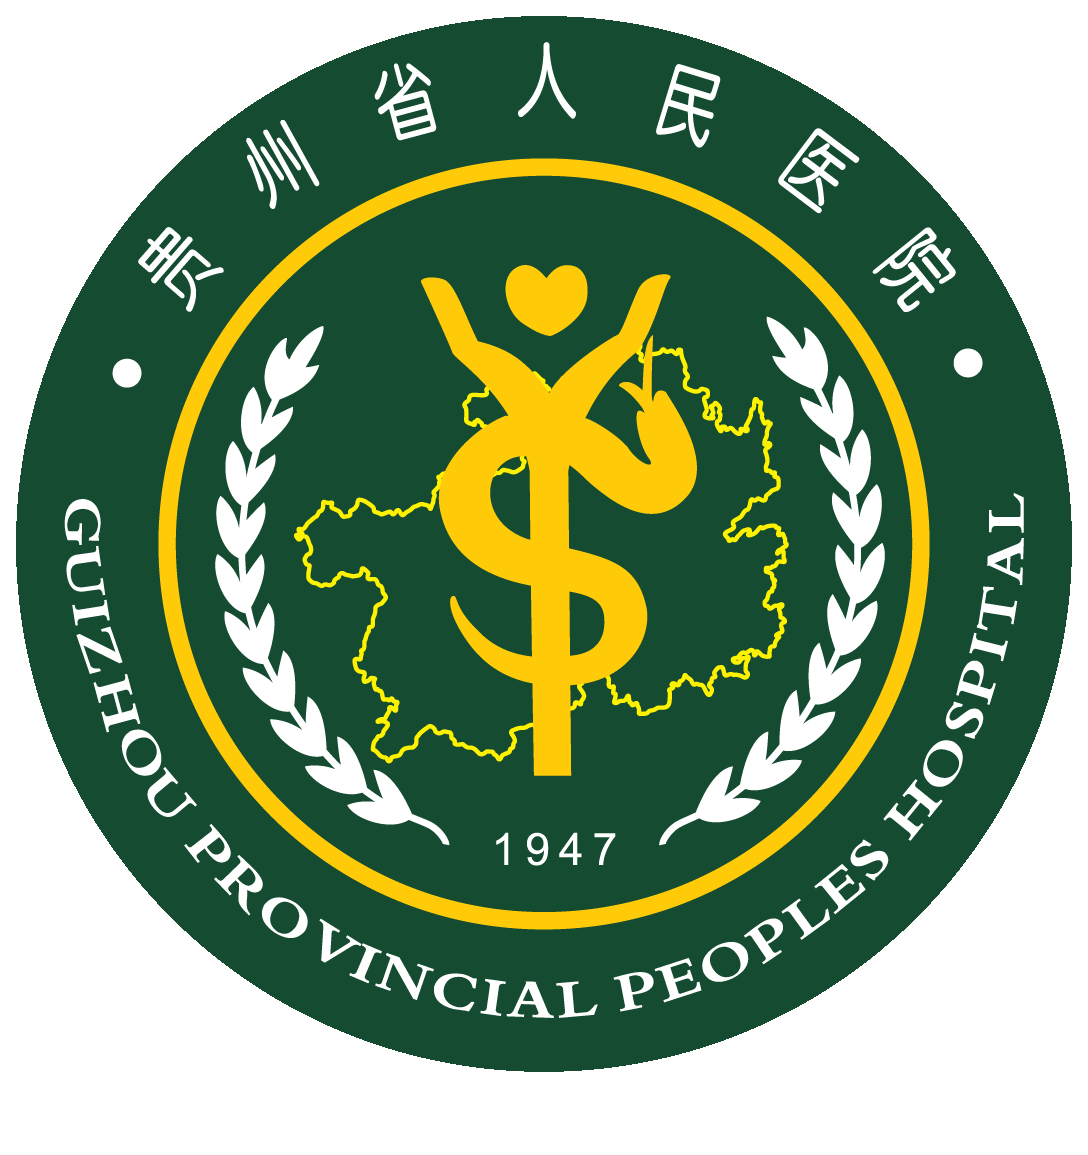 贵州省人民医院
1947
GUIZHOU PROVINCIAL PEOPLES HOSPITAL